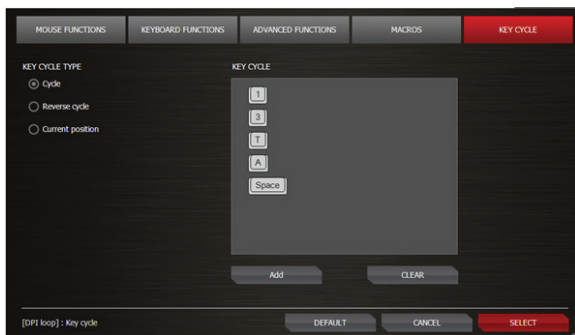 MOUSE FUNCTIONS
KEYBOARD FUNCTIONS
ADVANCED FUNCTIONS
MACROS
KEY CYCLE
KEY CYCLE TYPE
Cycle
Reverse cycle
Current position
KEY CYCLE
1
3
T
A
Space
Add
CLEAR
[DPI loop] : Key cycle
DEFAULT
CANCEL
SELECT